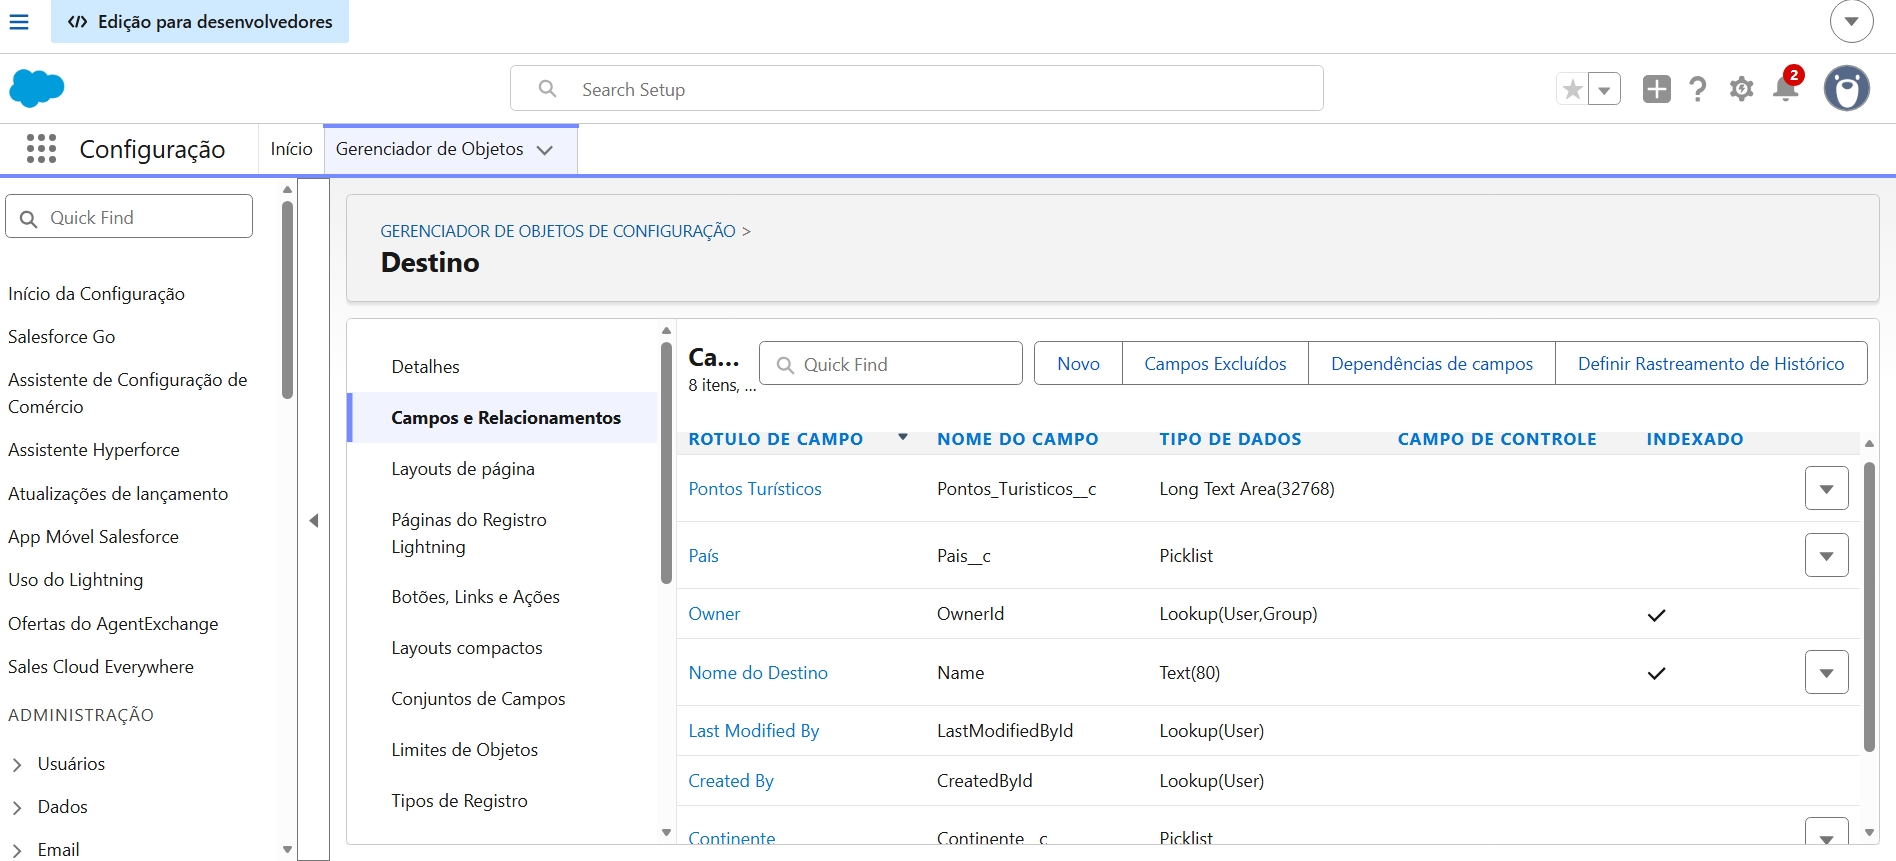 </> Edição para desenvolvedores
Search Setup
2
Configuração
Início
Gerenciador de Objetos
Quick Find
Início da Configuração
Salesforce Go
Assistente de Configuração de
Comércio
Assistente Hyperforce
Atualizações de lançamento
App Móvel Salesforce
Uso do Lightning
Ofertas do AgentExchange
Sales Cloud Everywhere
ADMINISTRAÇÃO
Usuários
Dados
Email
GERENCIADOR DE OBJETOS DE CONFIGURAÇÃO >
Destino
Detalhes
Campos e Relacionamentos
Layouts de página
Páginas do Registro
Lightning
Botões, Links e Ações
Layouts compactos
Conjuntos de Campos
Limites de Objetos
Tipos de Registro
Ca...
8 itens, ...
Quick Find
Novo
Campos Excluídos
Dependências de campos
Definir Rastreamento de Histórico
ROTULO DE CAMPO NOME DO CAMPO TIPO DE DADOS CAMPO DE CONTROLE INDEXADO
Pontos Turísticos Pontos_Turisticos__c Long Text Area(32768)
País Pais__c Picklist
Owner OwnerId Lookup(User,Group)
Nome do Destino Name Text(80)
Last Modified By LastModifiedById Lookup(User)
Created By CreatedById Lookup(User)
Continente Continente__c Picklist